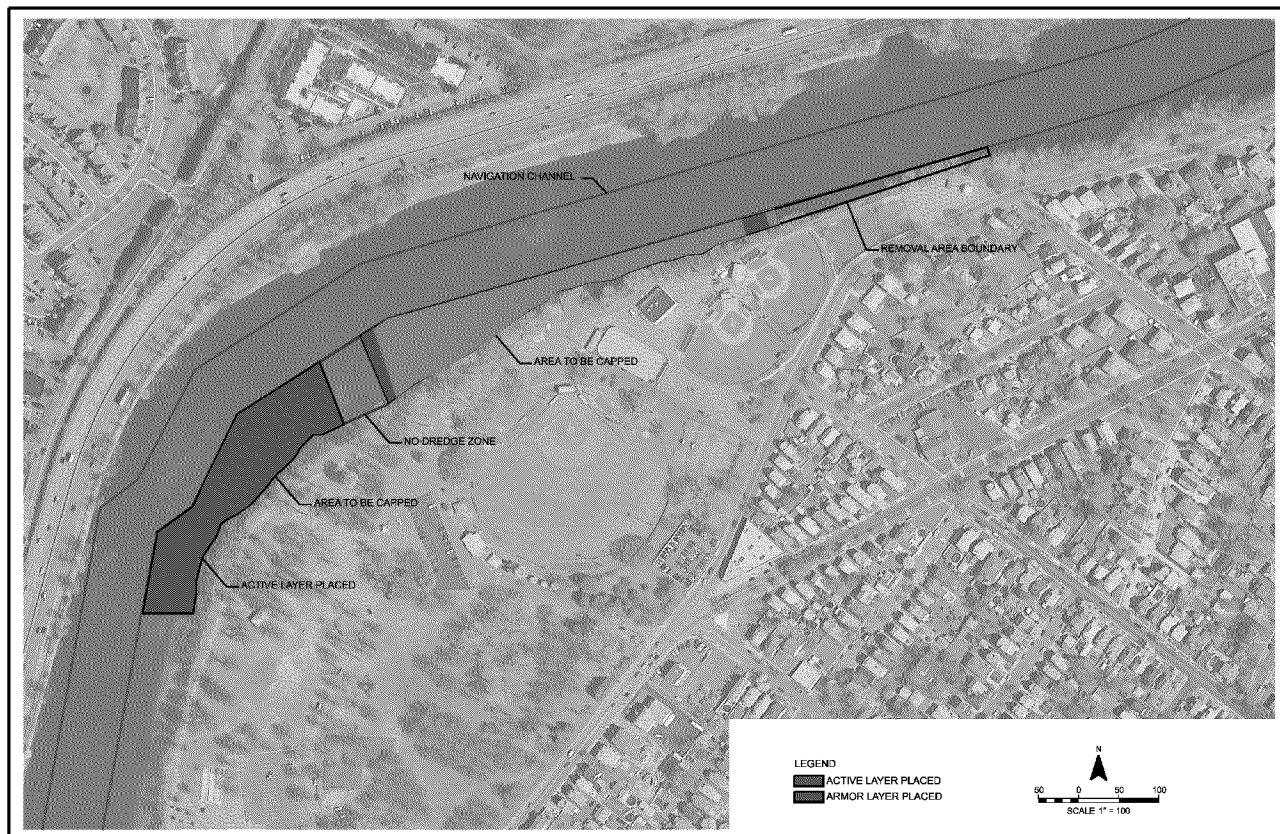 NAVIGATION CHANNEL
REMOVAL AREA BOUNDARY
AREA TO BE CAPPED
NO DREDGE ZONE
AREA TO BE CAPPED
ACTIVE LAYER PLACED
LEGEND
ACTIVE LAYER PLACED
ARMOR LAYER PLACED
N
50 0 50 100
SCALE 1" = 100